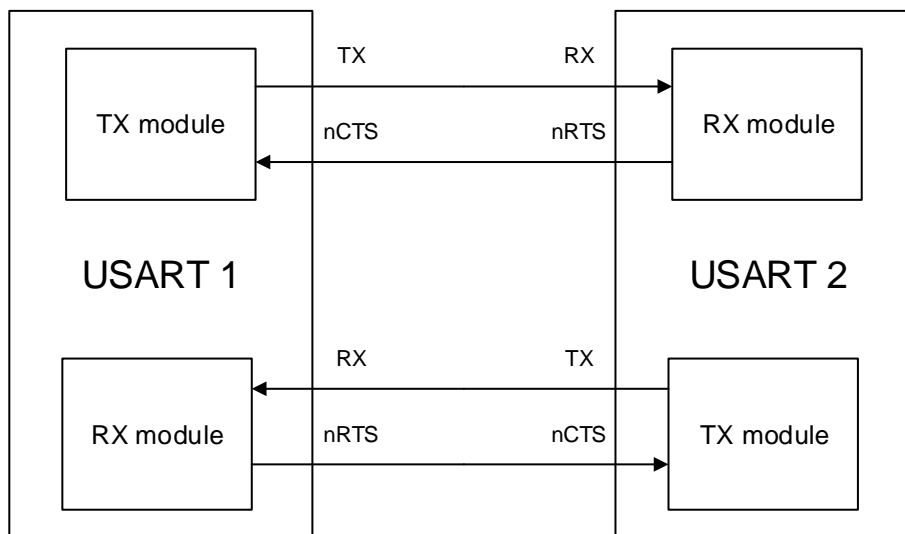 TX RX
TX module
nCTS nRTS
RX module
USART 1 USART 2
RX TX
RX module
nRTS nCTS
TX module